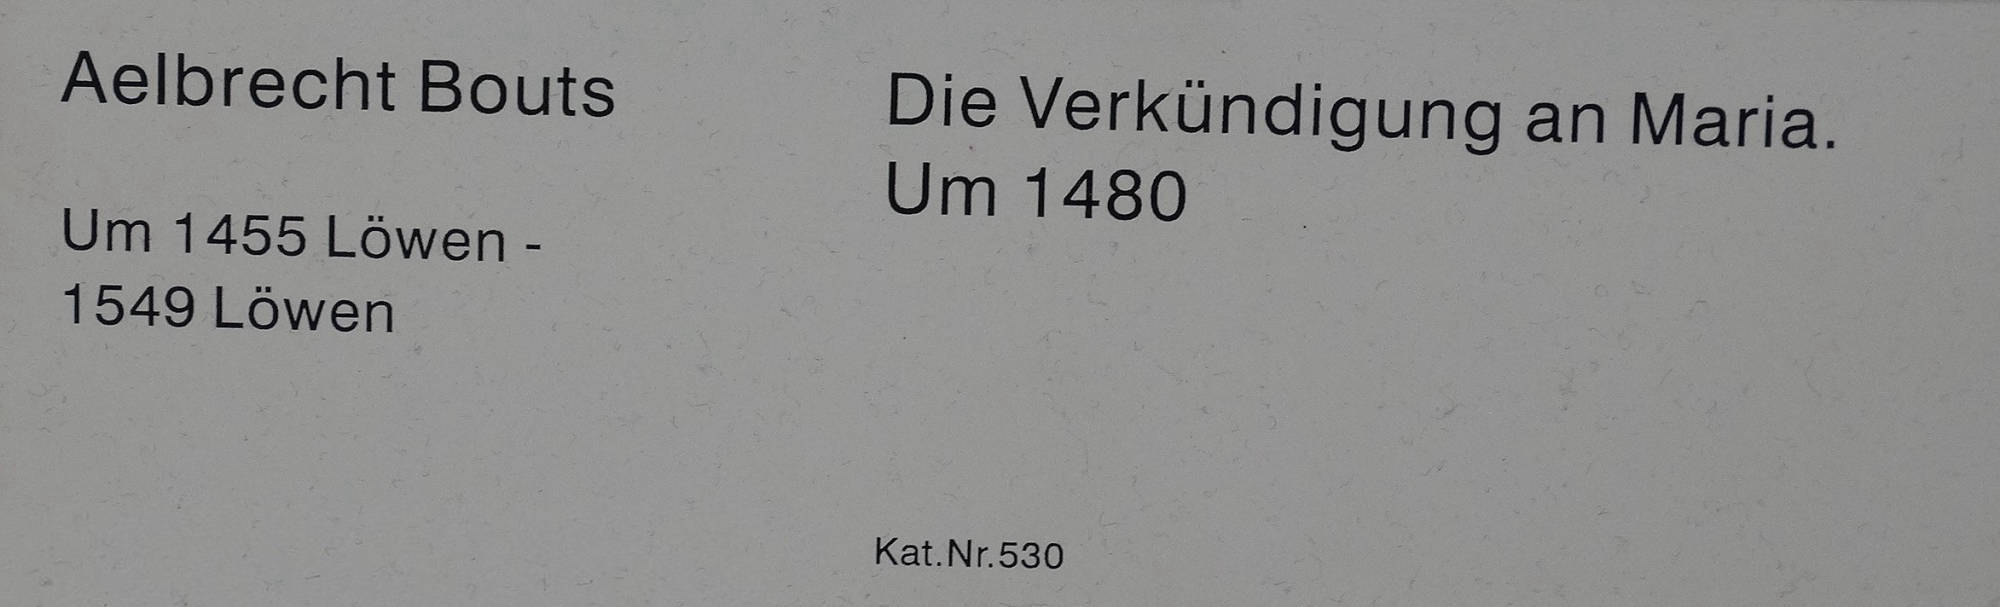 Aelbrecht Bouts
Um 1455 Löwen -
1549 Löwen
Die Verkündigung an Maria.
Um 1480
Kat.Nr.530